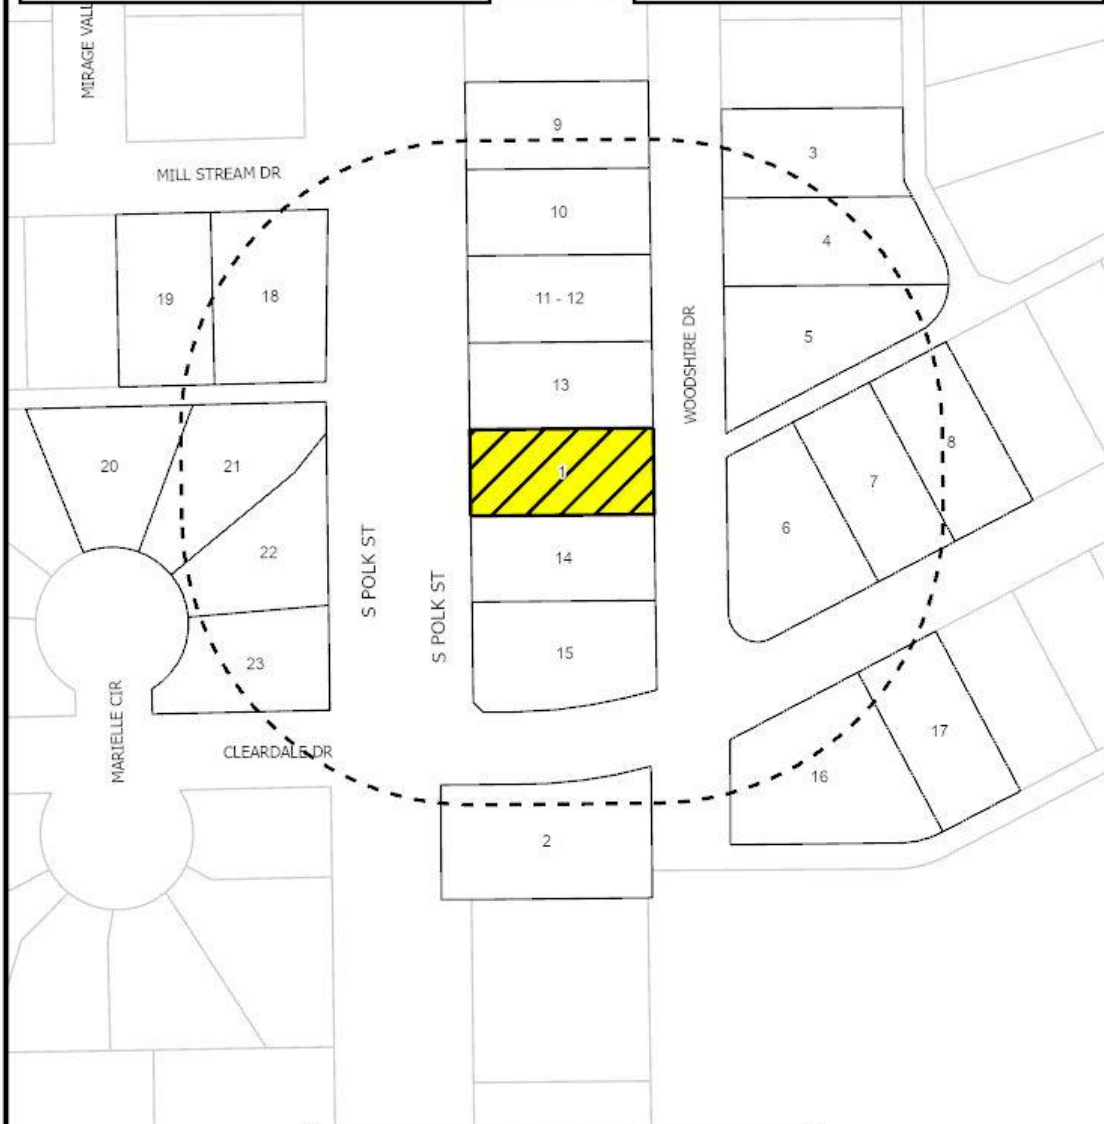 MIRAGE VALL
9
3
MILL STREAM DR
10
4
19
18
11 - 12
5
WOODSHIRE DR
13
8
20
21
1
7
6
22
14
S POLK ST
S POLK ST
15
23
MARIELLE CIR
17
CLEARDALE DR
16
2